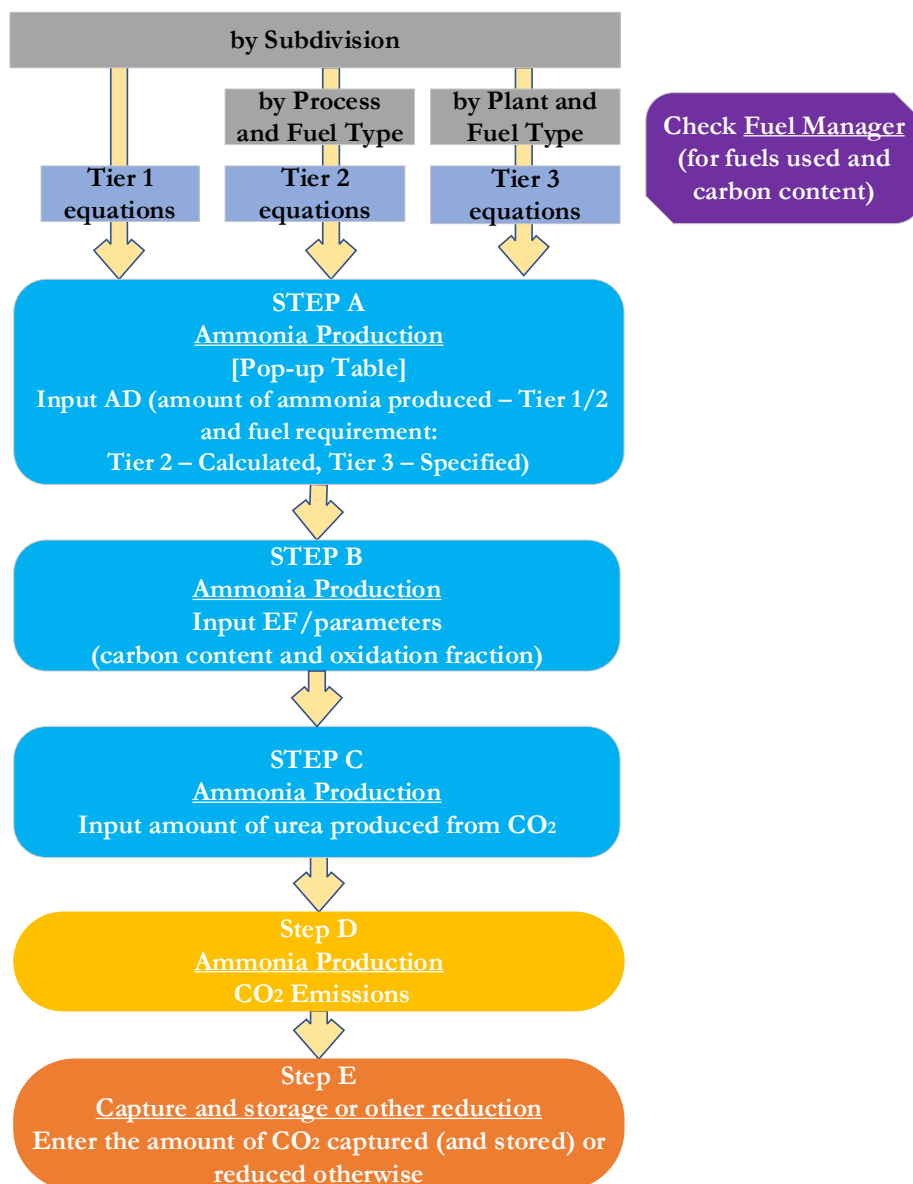 by Subdivision
by Process
and Fuel Type
by Plant and
Fuel Type
Check Fuel Manager
(for fuels used and
carbon content)
Tier 1
equations
Tier 2
equations
Tier 3
equations
STEP A
Ammonia Production
[Pop-up Table]
Input AD (amount of ammonia produced – Tier 1/2
and fuel requirement:
Tier 2 – Calculated, Tier 3 – Specified)
STEP B
Ammonia Production
Input EF/parameters
(carbon content and oxidation fraction)
STEP C
Ammonia Production
Input amount of urea produced from CO2
Step D
Ammonia Production
CO2 Emissions
Step E
Capture and storage or other reduction
Enter the amount of CO2 captured (and stored) or
reduced otherwise